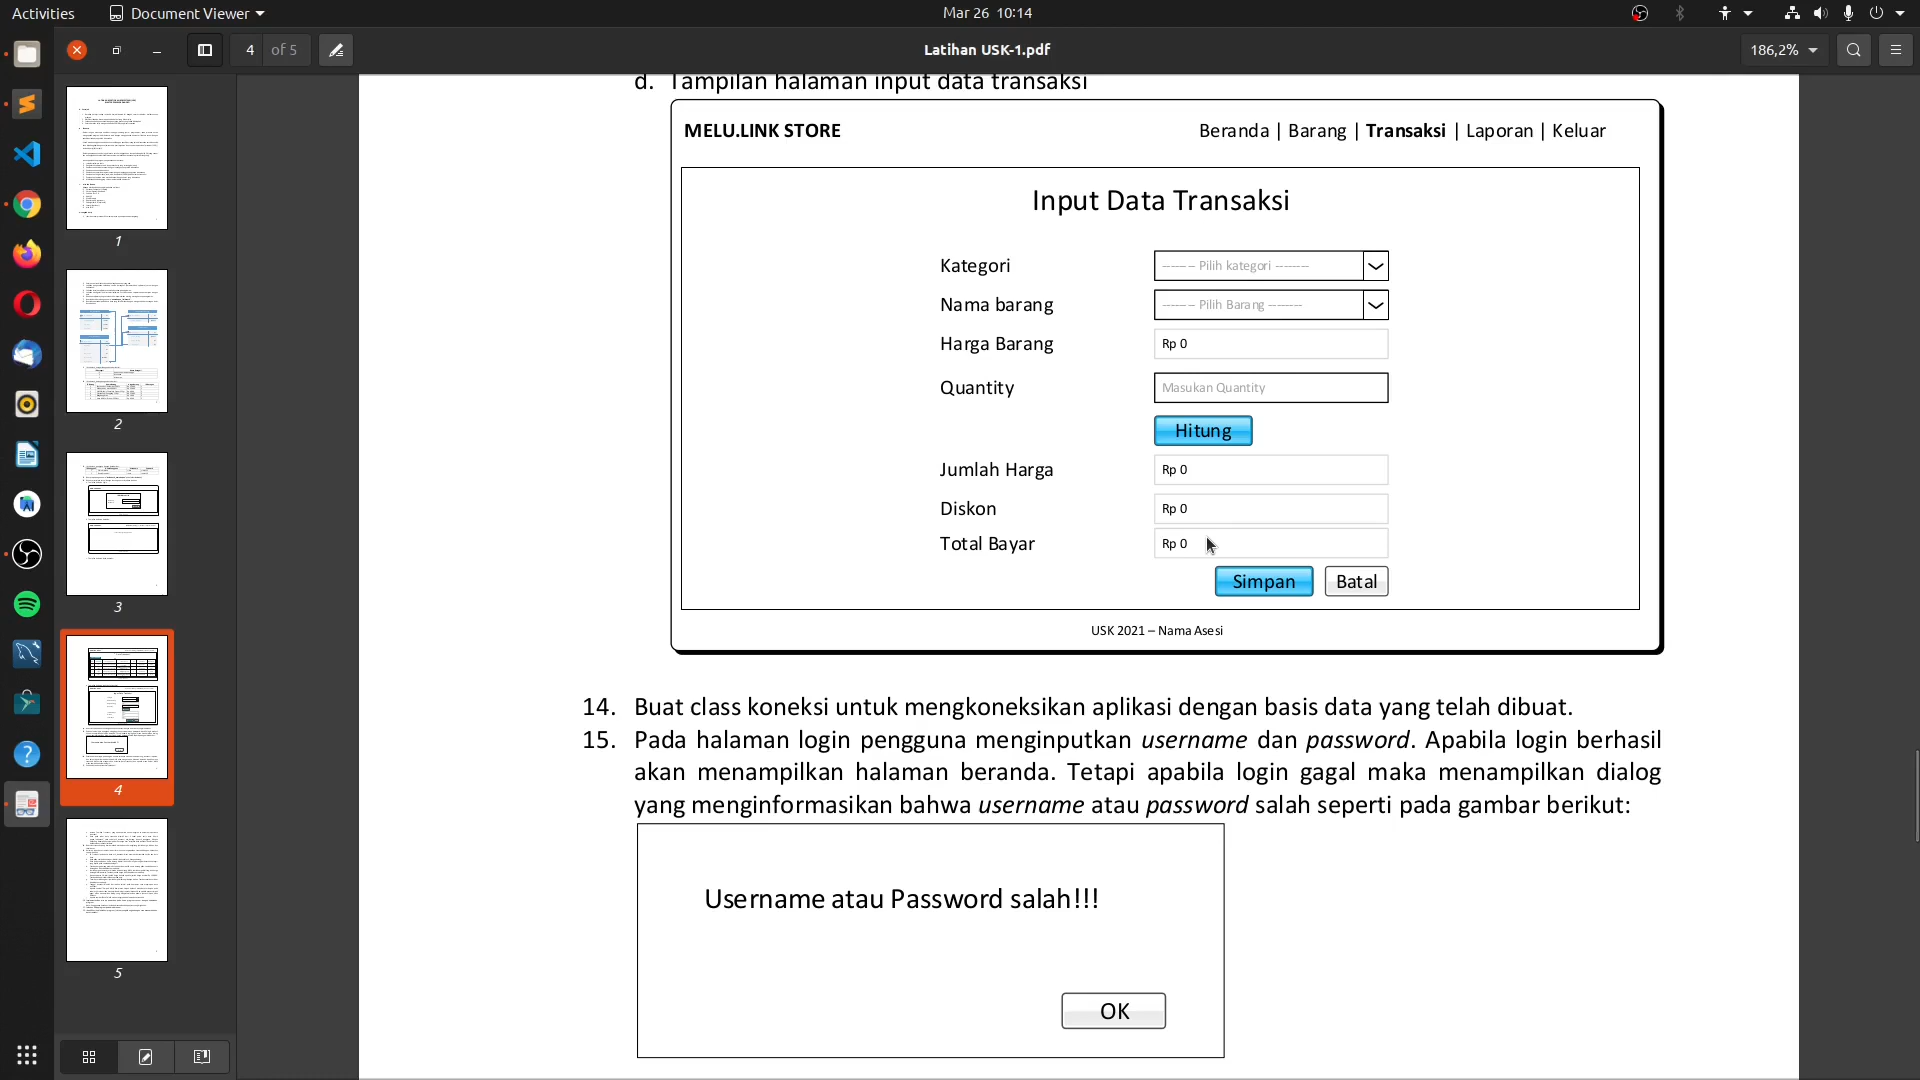 Activities
Document Viewer
Mar 26 10:14
4 of 5
Latihan USK-1.pdf
186,2%
1
2
3
4
5
d. Tampilan halaman input data transaksi
MELU.LINK STORE
Beranda | Barang | Transaksi | Laporan | Keluar
Input Data Transaksi
Kategori
------- – Pilih kategori ---------
Nama barang
------- – Pilih Barang ---------
Harga Barang
Rp 0
Quantity
Masukan Quantity
Hitung
Jumlah Harga
Rp 0
Diskon
Rp 0
Total Bayar
Rp 0
Simpan
Batal
USK 2021 – Nama Asesi
14. Buat class koneksi untuk mengkoneksikan aplikasi dengan basis data yang telah dibuat.
15. Pada halaman login pengguna menginputkan username dan password. Apabila login berhasil
akan menampilkan halaman beranda. Tetapi apabila login gagal maka menampilkan dialog
yang menginformasikan bahwa username atau password salah seperti pada gambar berikut:
Username atau Password salah!!!
OK